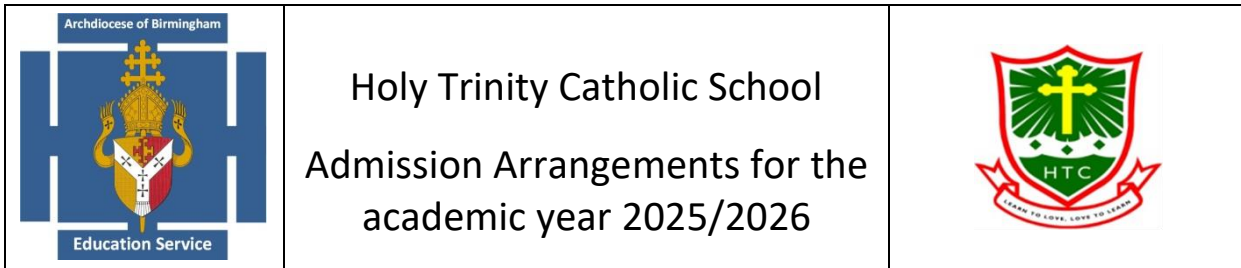 Archdiocese of Birmingham
Education Service
Holy Trinity Catholic School
Admission Arrangements for the
academic year 2025/2026
HTC
LEARN TO LOVE, LOVE TO LEARN